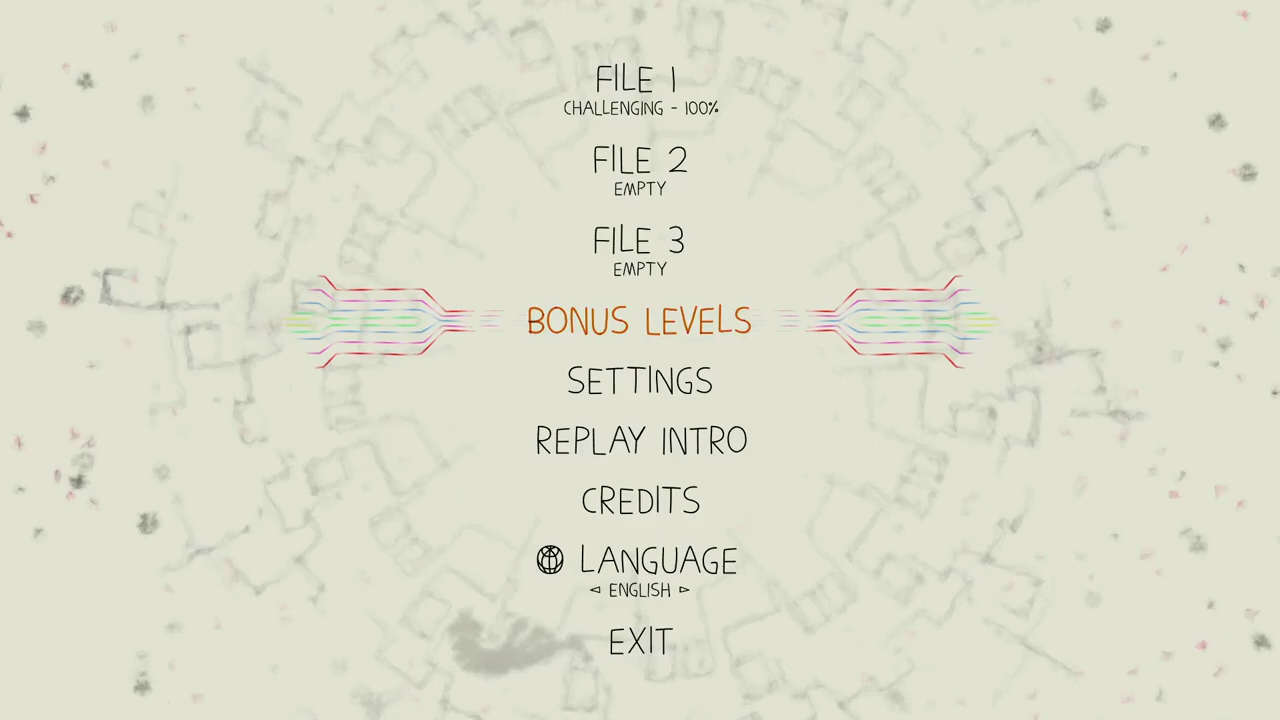 FILE 1
CHALLENGING - 100%
FILE 2
EMPTY
FILE 3
EMPTY
BONUS LEVELS
SETTINGS
REPLAY INTRO
CREDITS
LANGUAGE
ENGLISH
EXIT